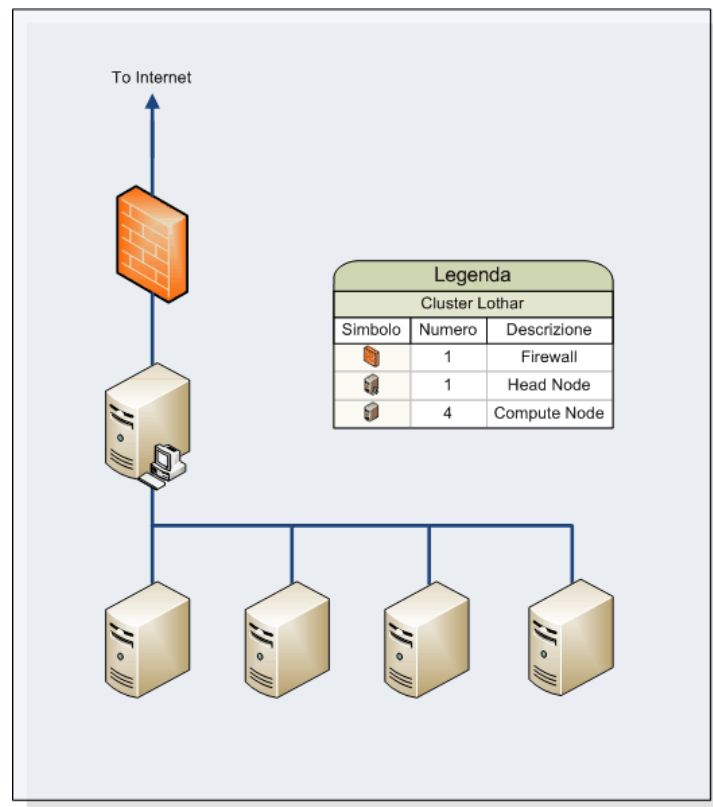 To Internet
Legenda
Cluster Lothar
Simbolo Numero Descrizione
1 Firewall
1 Head Node
4 Compute Node